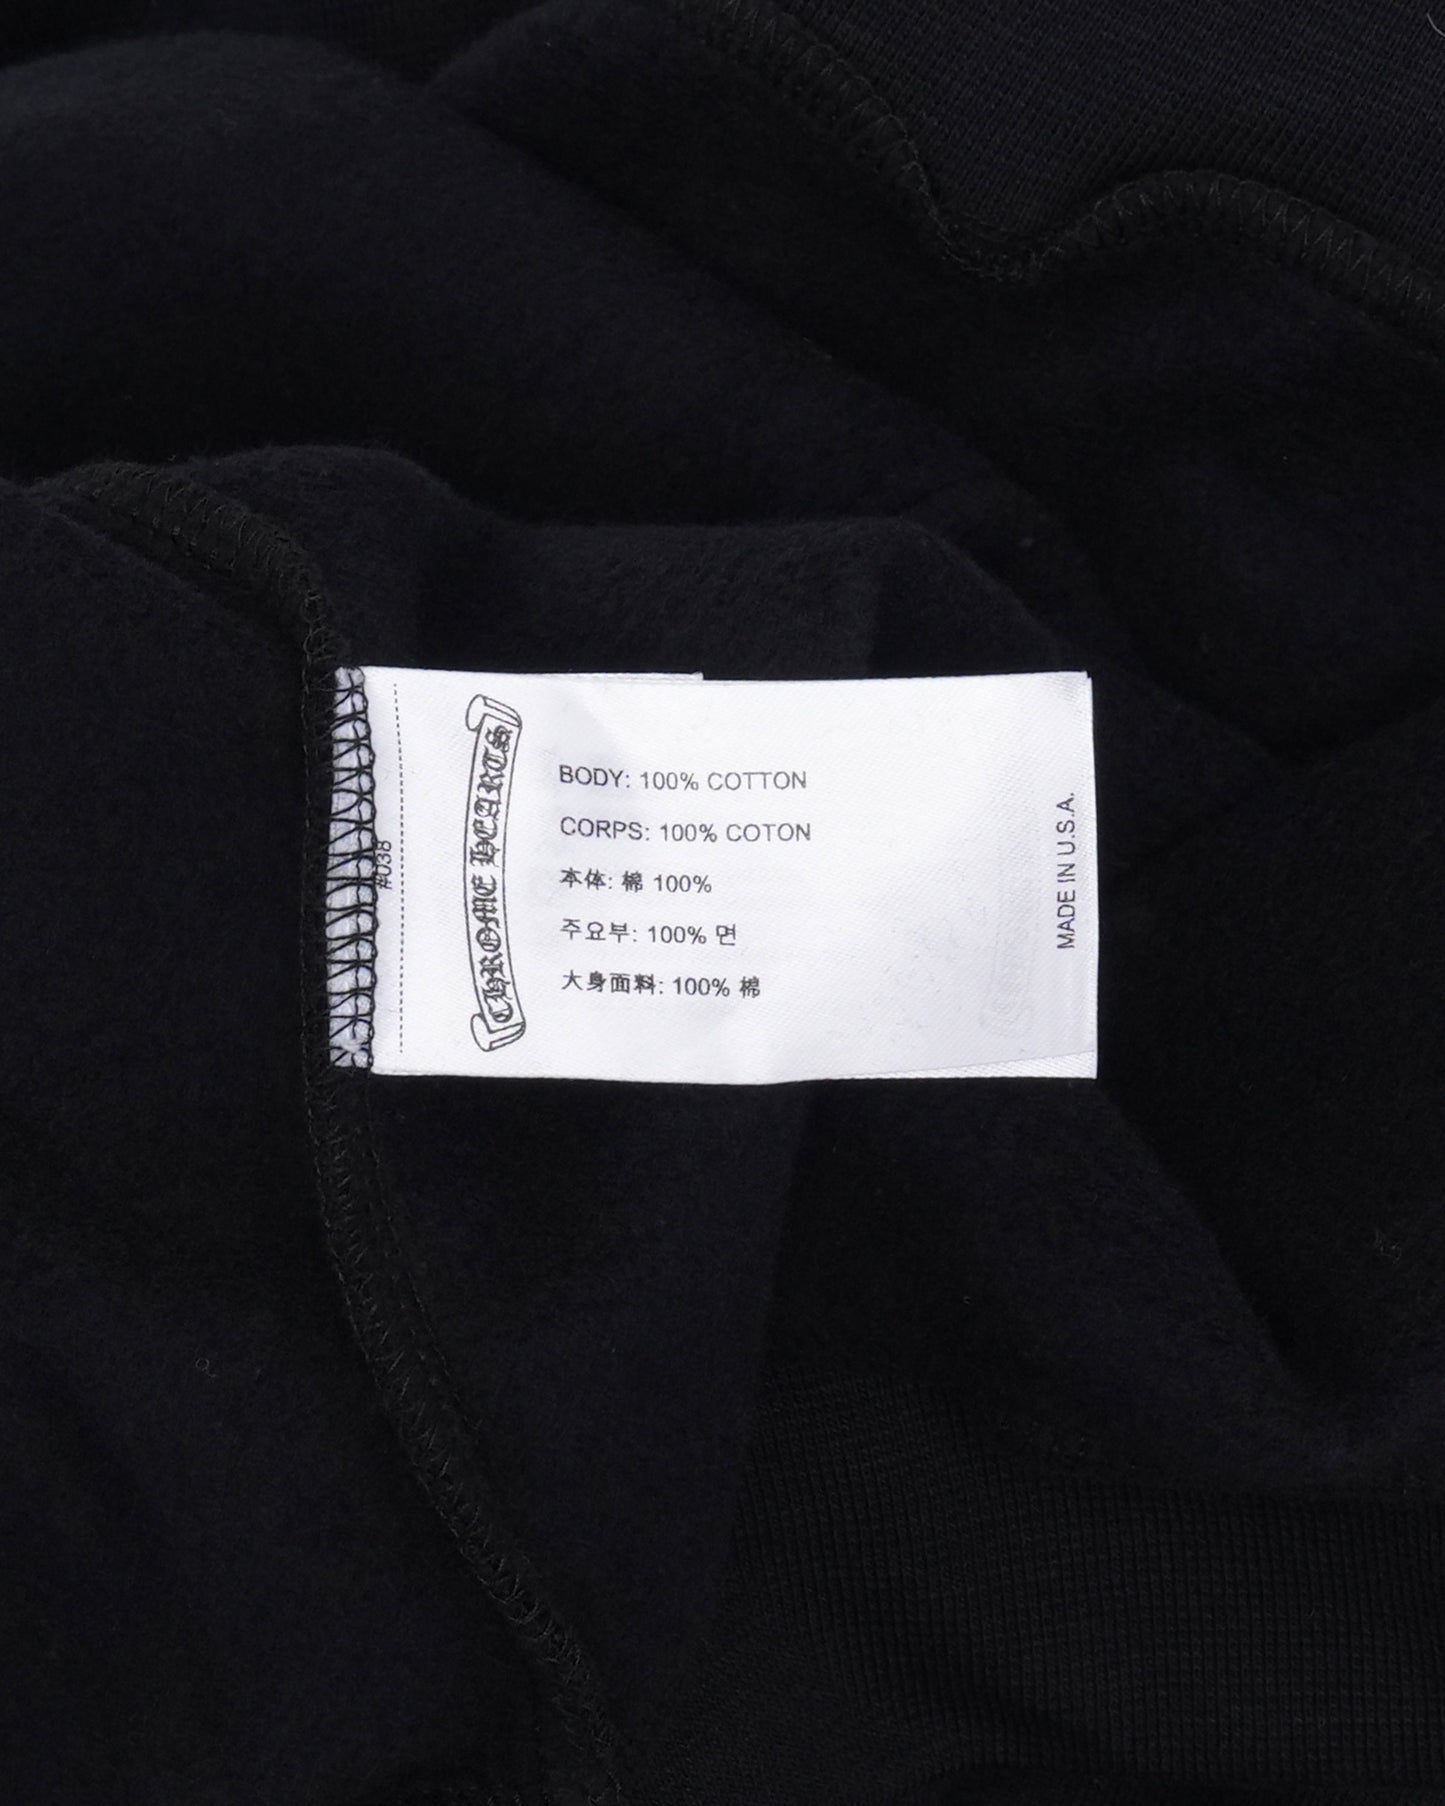 #038
CHROME HEARTS
BODY: 100% COTTON
CORPS: 100% COTON
本体: 綿 100%
주요부: 100% 면
大身面料: 100% 棉
MADE IN U.S.A.